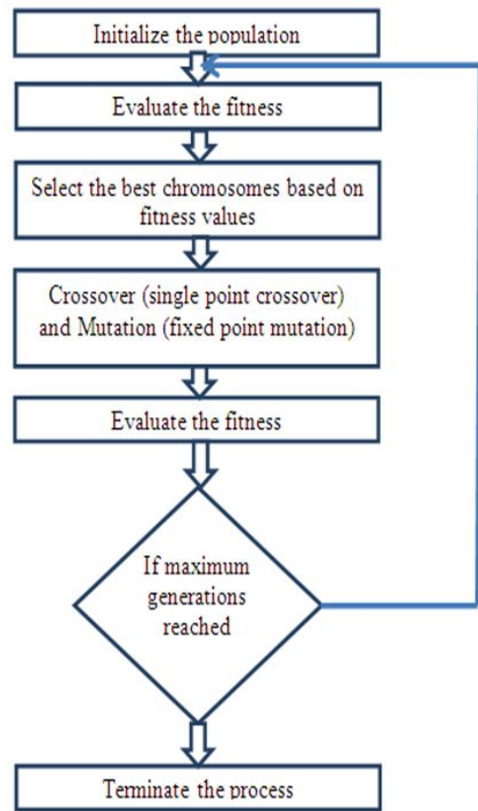 Initialize the population
Evaluate the fitness
Select the best chromosomes based on
fitness values
Crossover (single point crossover)
and Mutation (fixed point mutation)
Evaluate the fitness
If maximum
generations
reached
Terminate the process